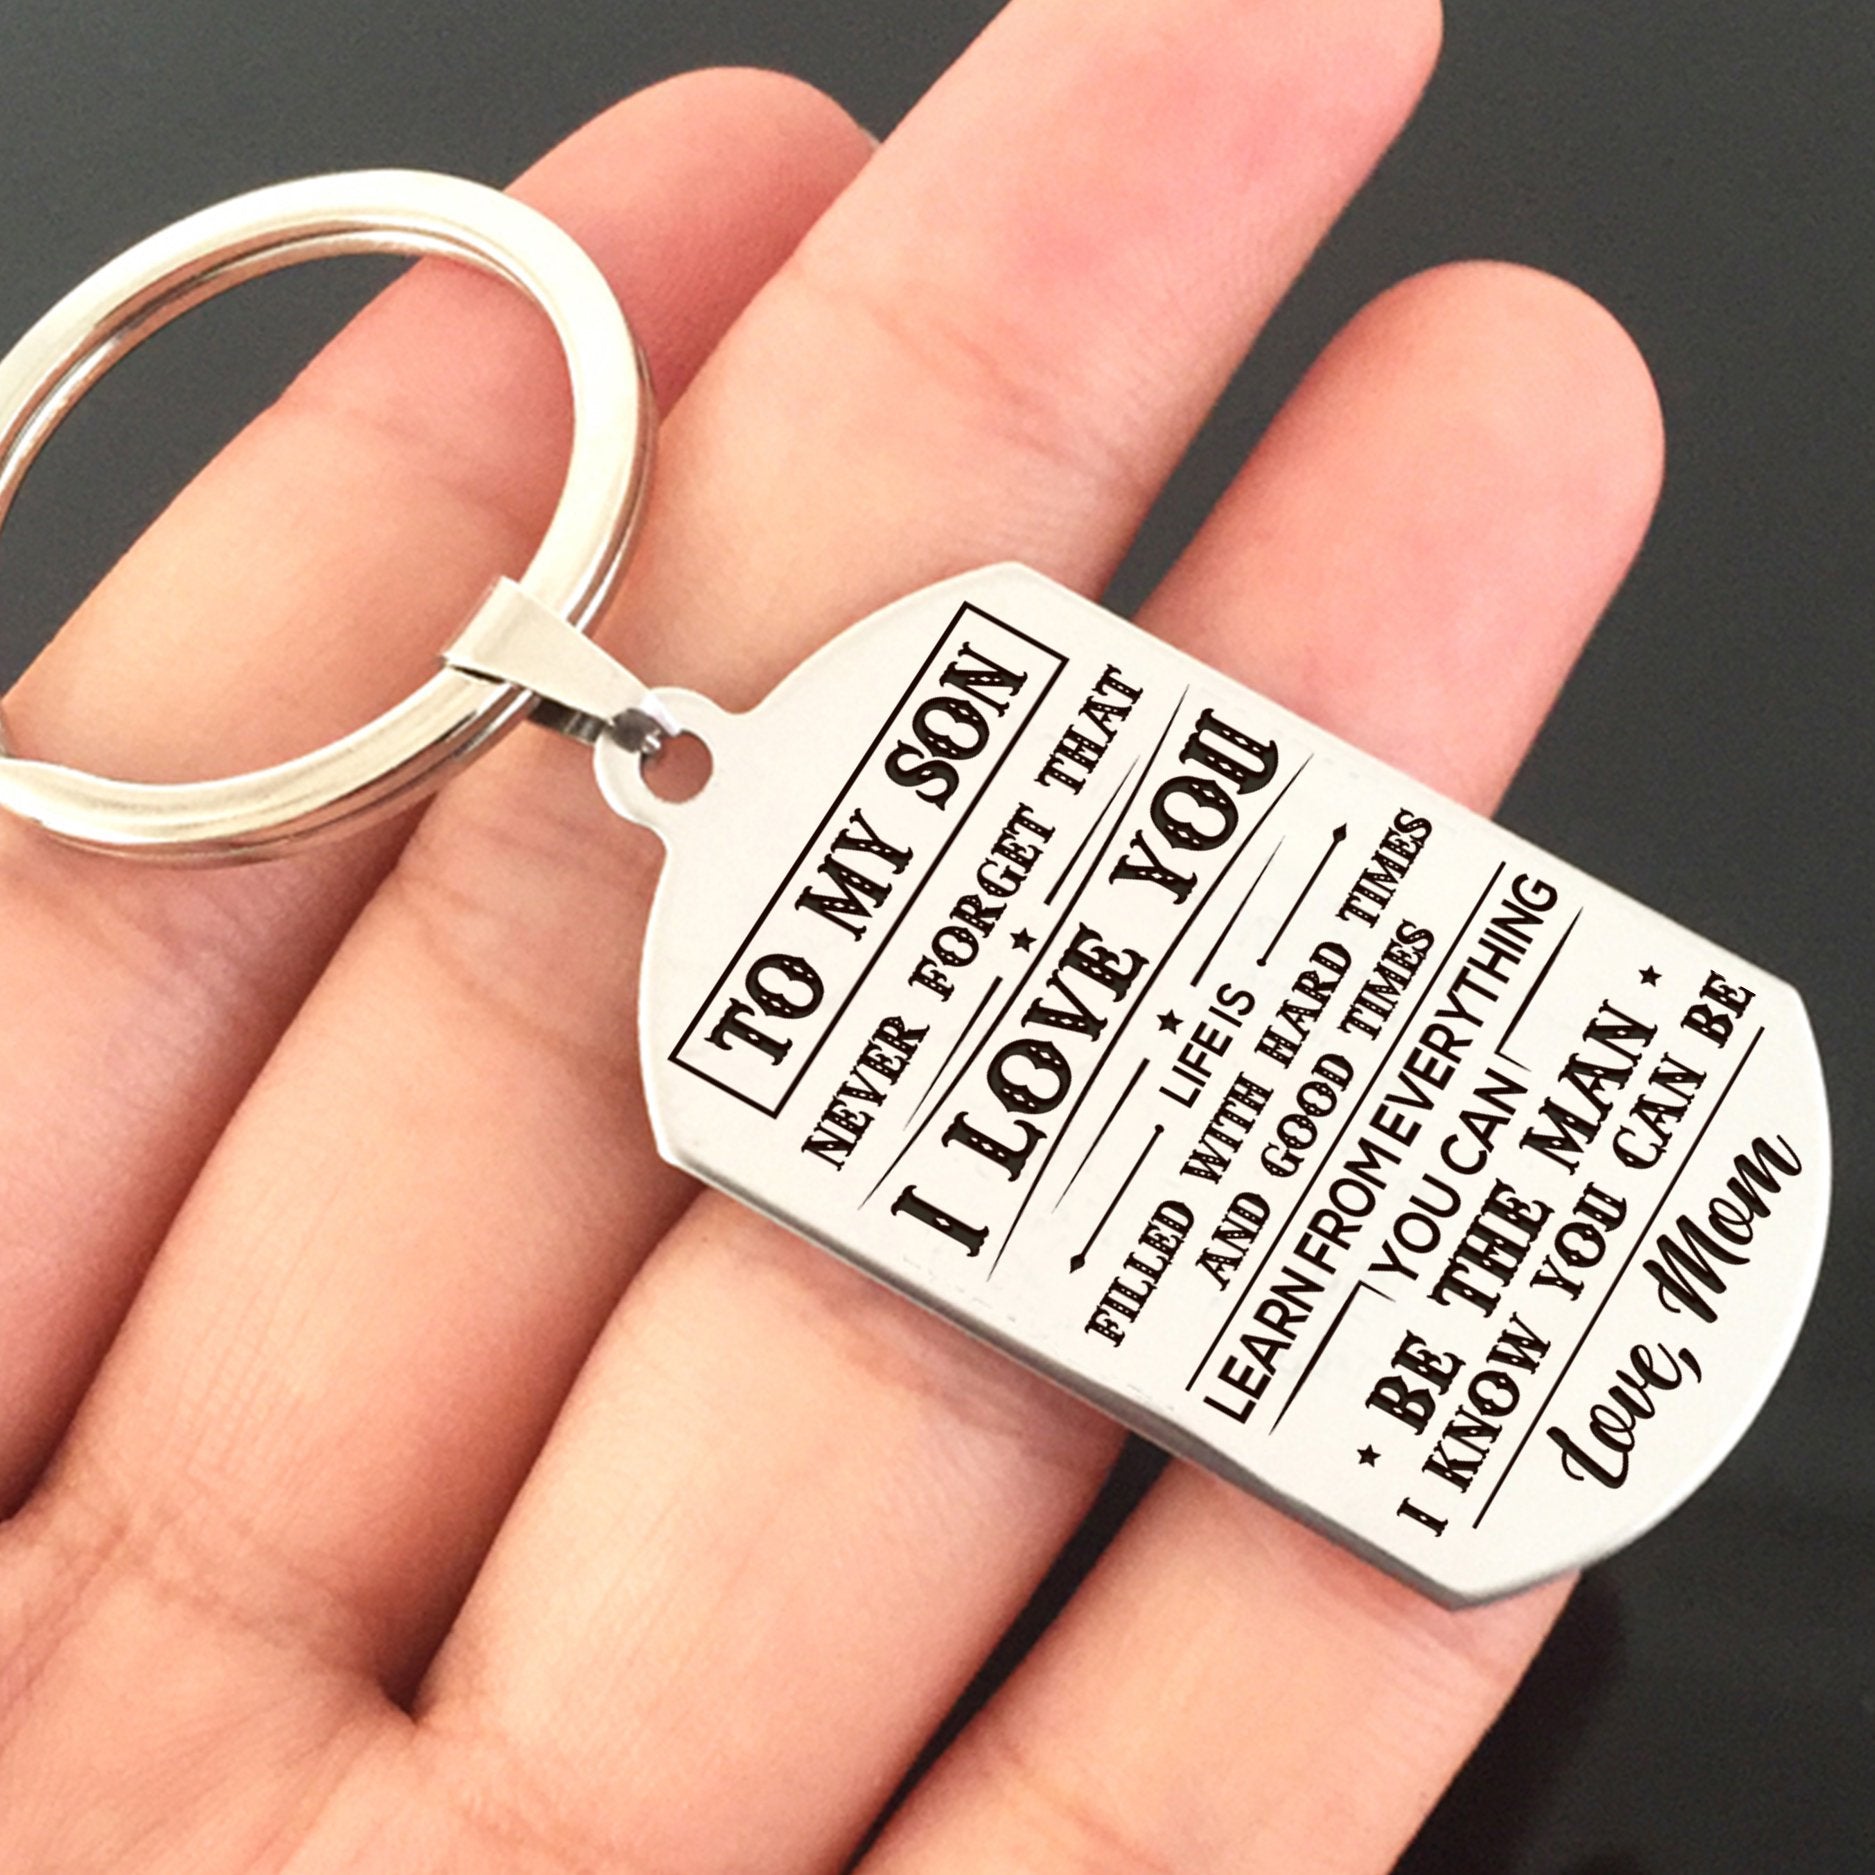 TO MY SON
NEVER FORGET THAT
I LOVE YOU
LIFE IS
FILLED WITH HARD TIMES
AND GOOD TIMES
LEARN FROM EVERYTHING
YOU CAN
BE THE MAN
I KNOW YOU CAN BE
Love, Mom